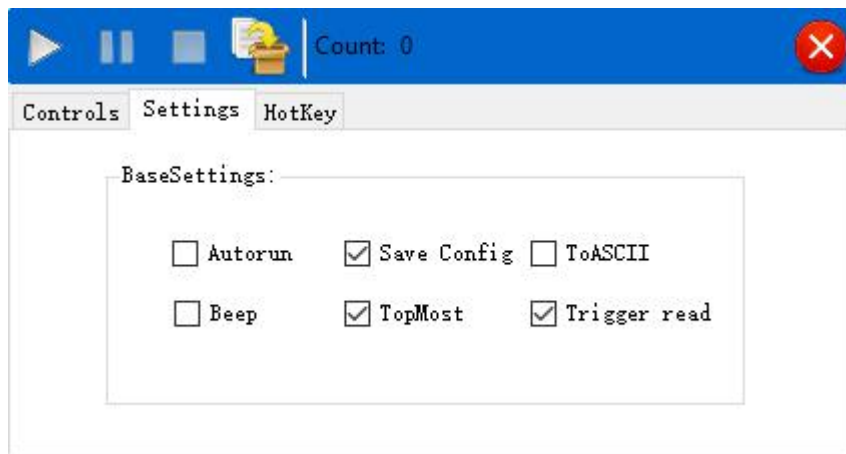 Count: 0
Controls Settings HotKey
BaseSettings:
Autorun Save Config ToASCII
Beep TopMost Trigger read